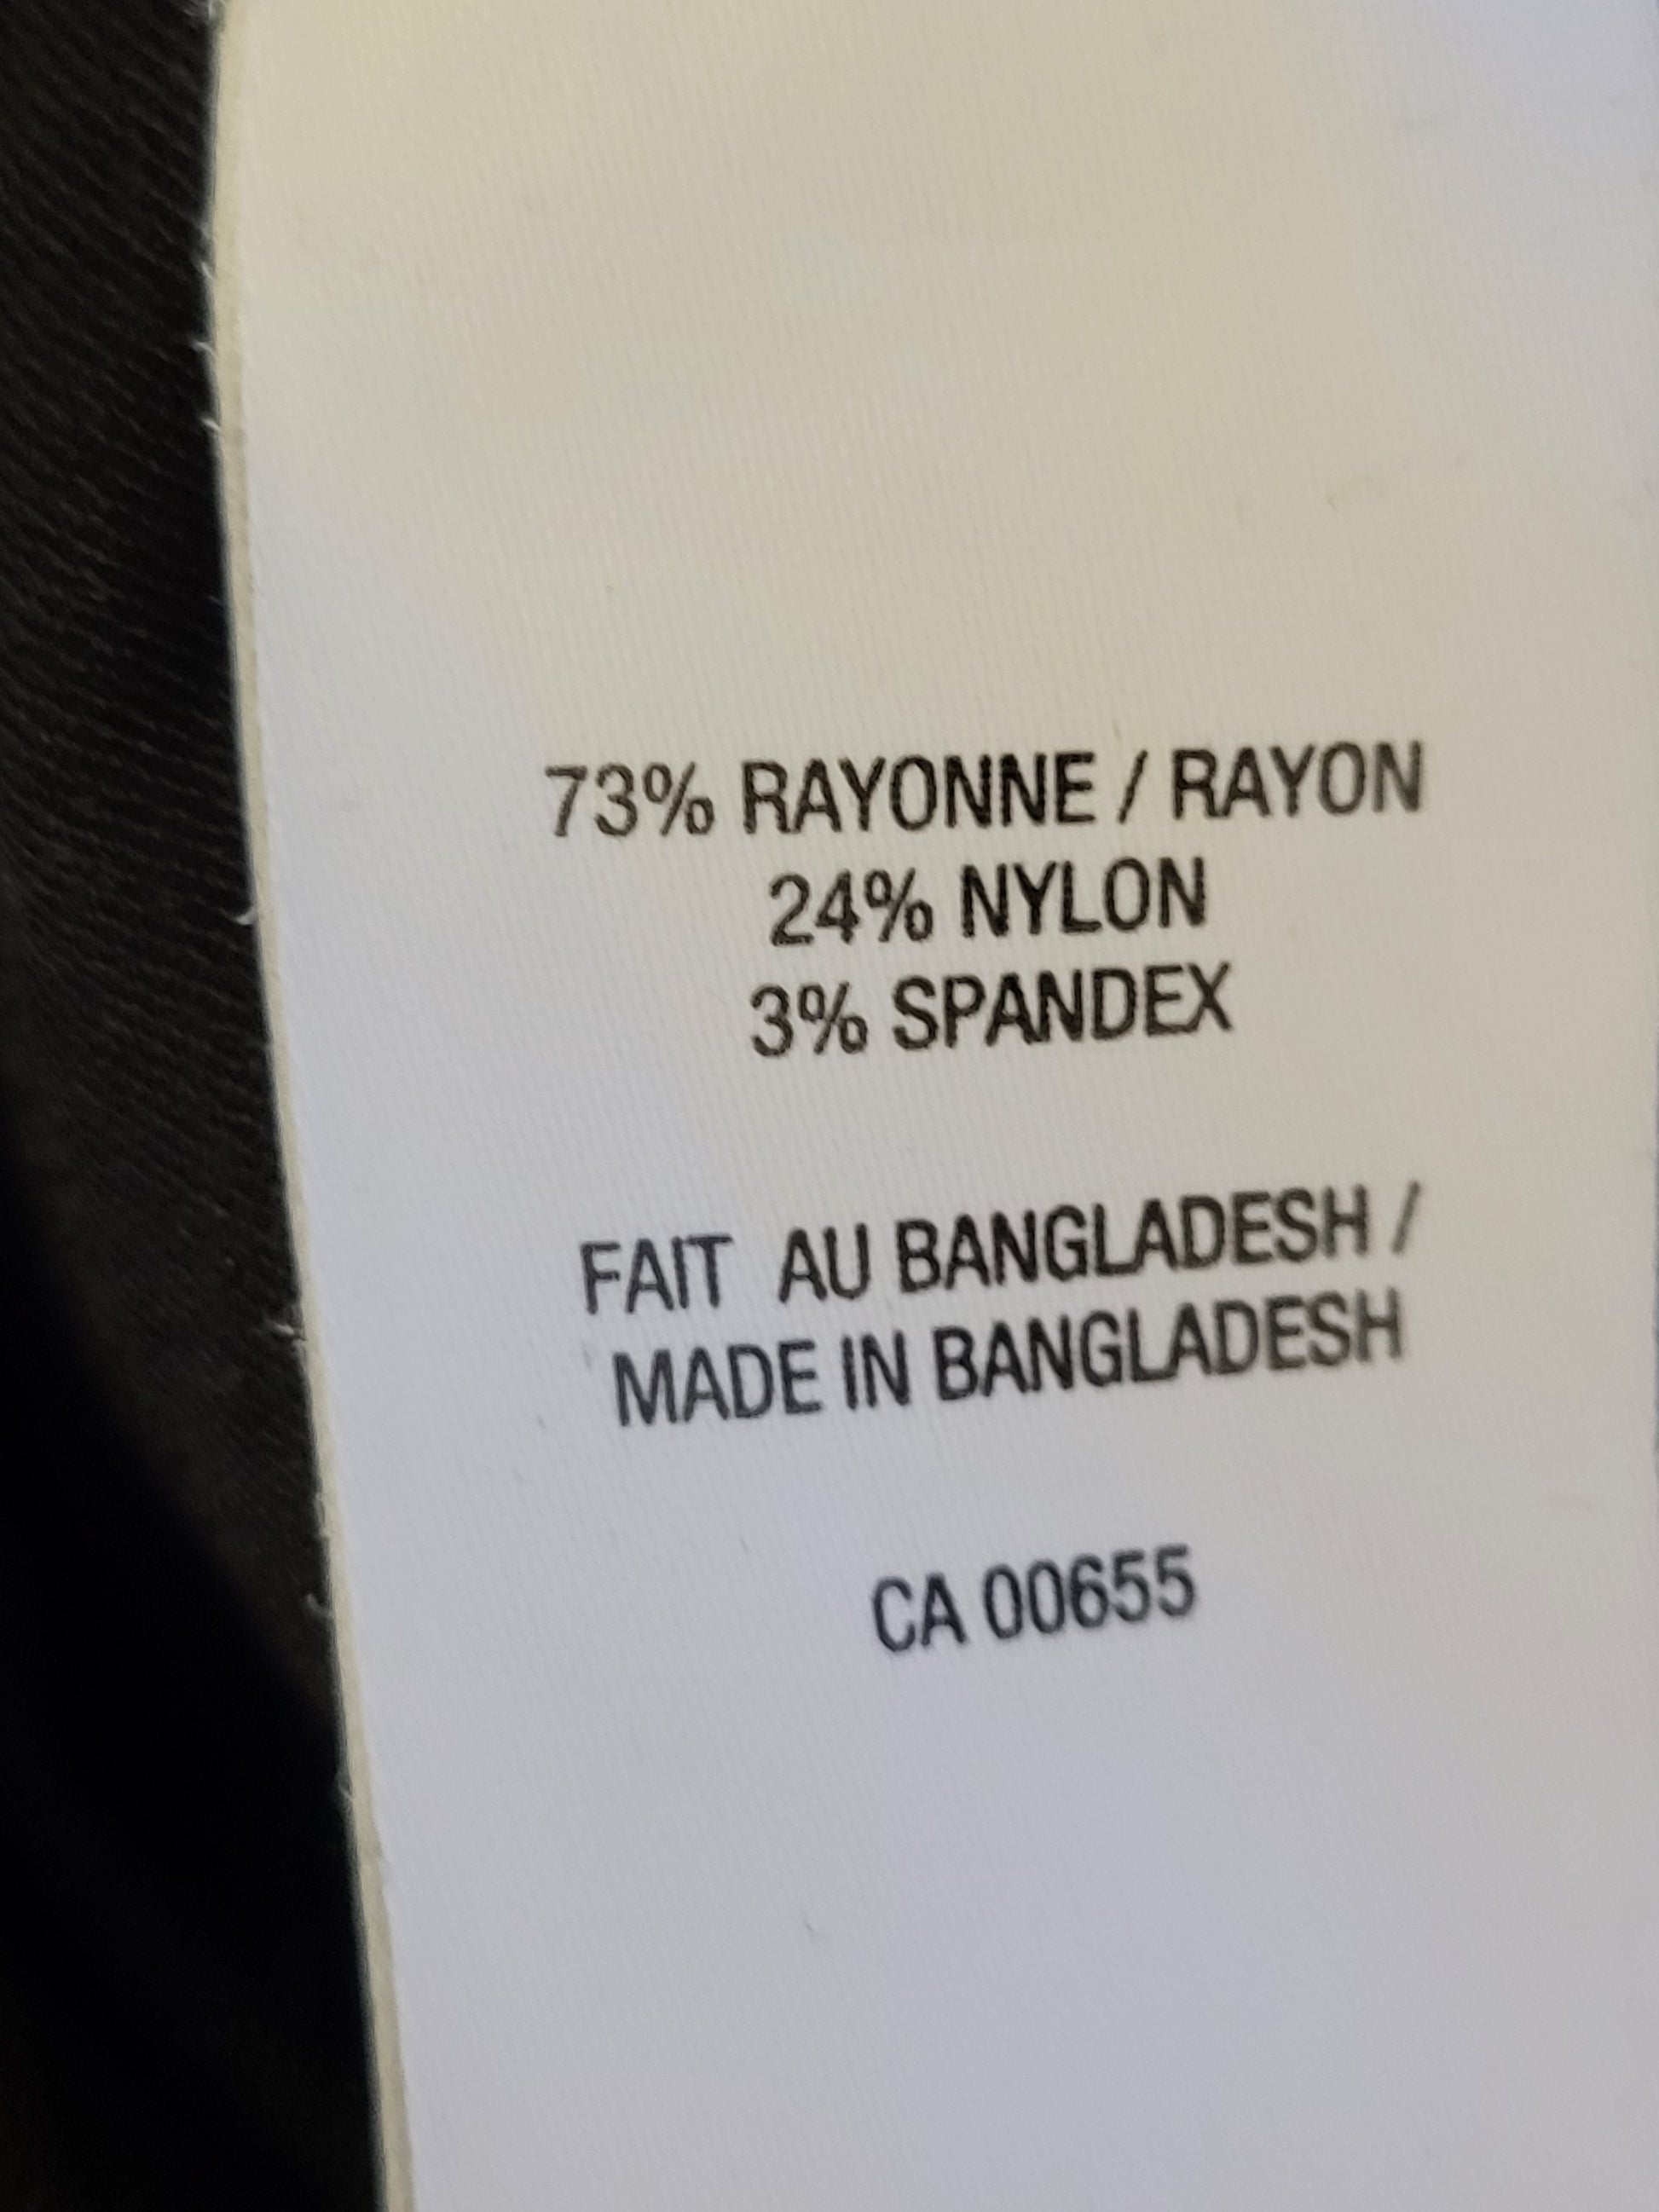 73% RAYONNE / RAYON
24% NYLON
3% SPANDEX
FAIT AU BANGLADESH /
MADE IN BANGLADESH
CA 00655